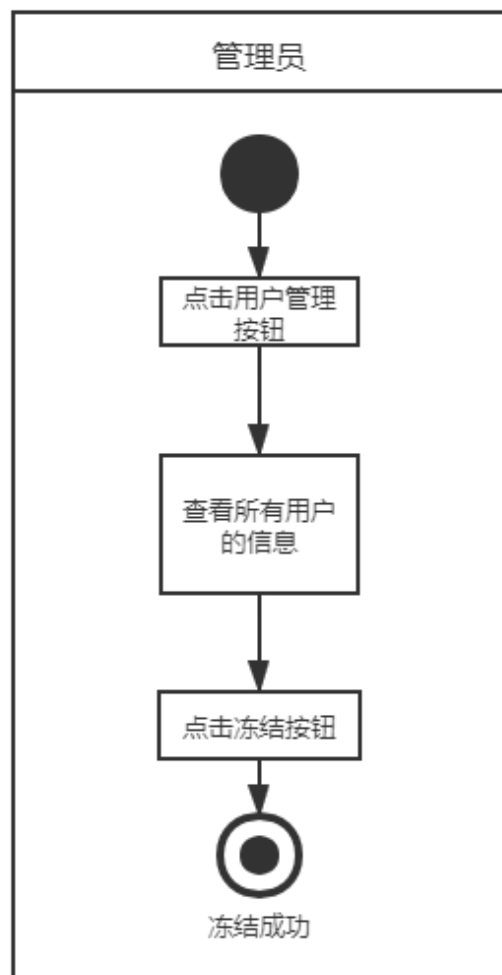 管理员
点击用户管理
按钮
查看所有用户
的信息
点击冻结按钮
冻结成功